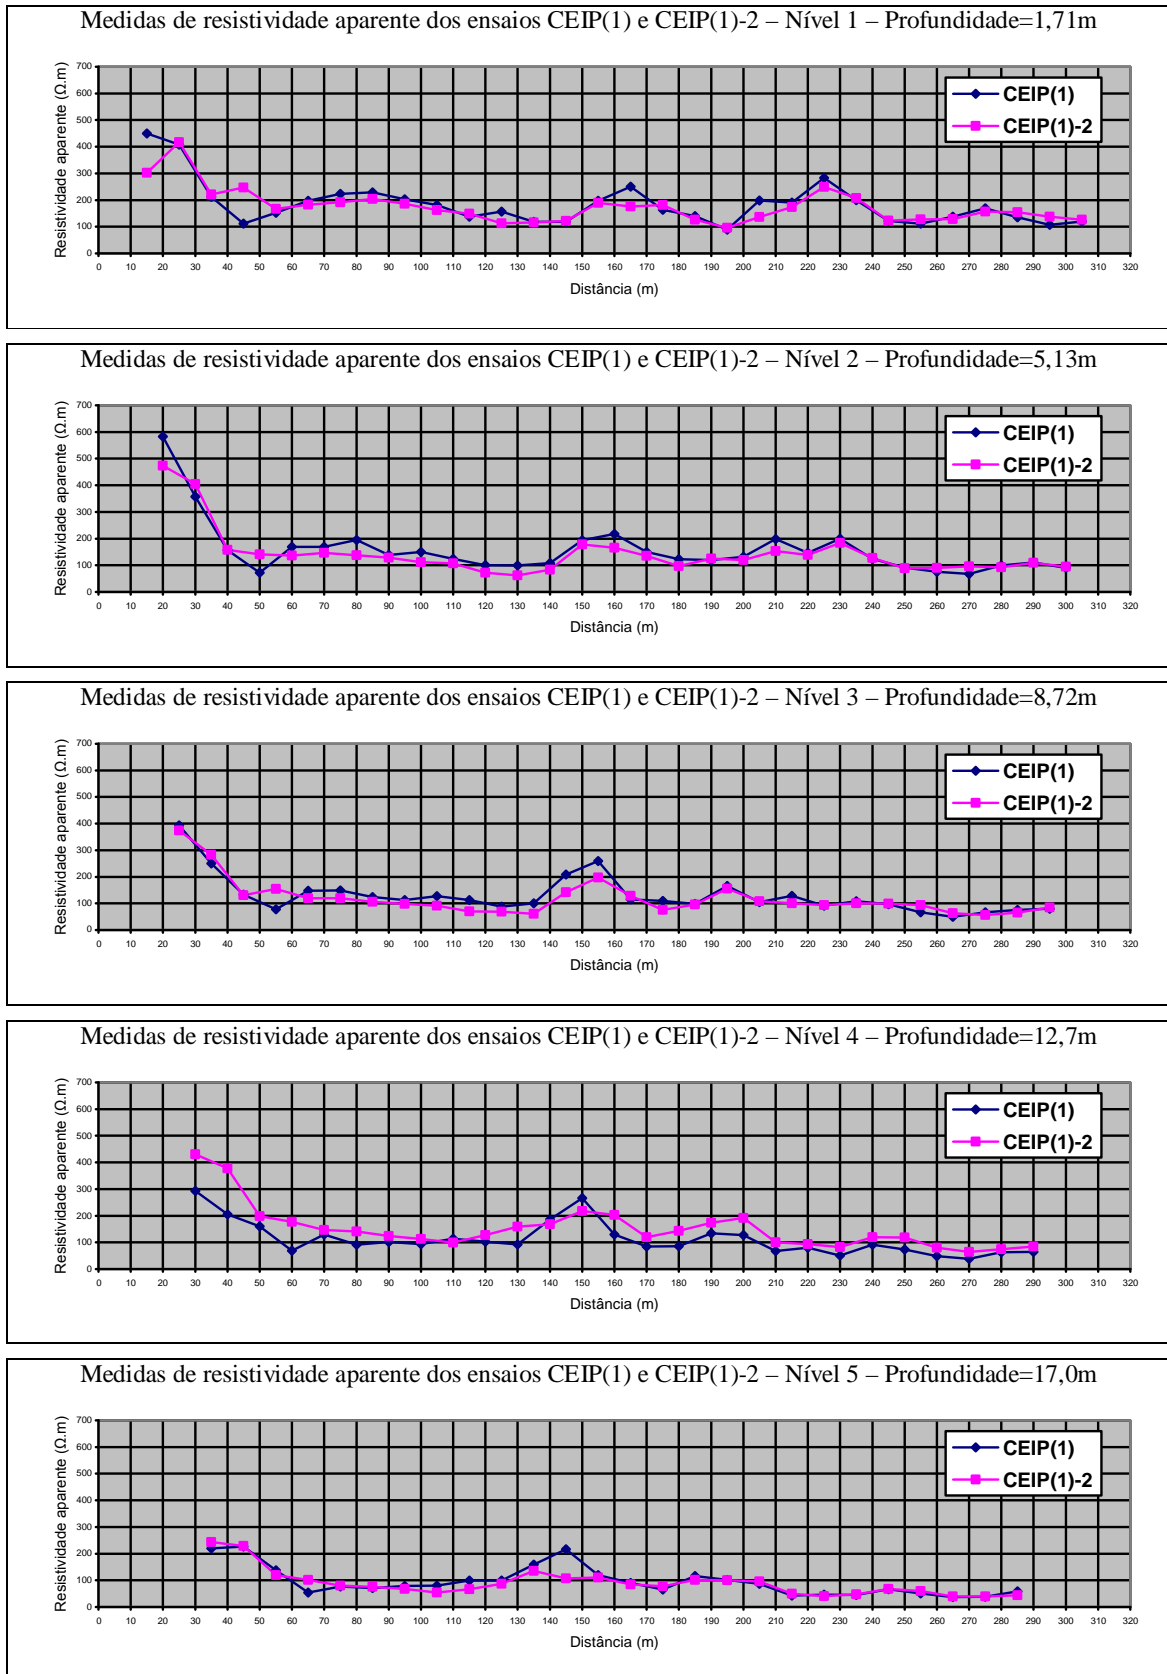 Medidas de resistividade aparente dos ensaios CEIP(1) e CEIP(1)-2 – Nível 1 – Profundidade=1,71m
Resistividade aparente (Ω.m)
700
600
500
400
300
200
100
0
CEIP(1)
CEIP(1)-2
0 10 20 30 40 50 60 70 80 90 100 110 120 130 140 150 160 170 180 190 200 210 220 230 240 250 260 270 280 290 300 310 320
Distância (m)
Medidas de resistividade aparente dos ensaios CEIP(1) e CEIP(1)-2 – Nível 2 – Profundidade=5,13m
Resistividade aparente (Ω.m)
700
600
500
400
300
200
100
0
CEIP(1)
CEIP(1)-2
0 10 20 30 40 50 60 70 80 90 100 110 120 130 140 150 160 170 180 190 200 210 220 230 240 250 260 270 280 290 300 310 320
Distância (m)
Medidas de resistividade aparente dos ensaios CEIP(1) e CEIP(1)-2 – Nível 3 – Profundidade=8,72m
Resistividade aparente (Ω.m)
700
600
500
400
300
200
100
0
CEIP(1)
CEIP(1)-2
0 10 20 30 40 50 60 70 80 90 100 110 120 130 140 150 160 170 180 190 200 210 220 230 240 250 260 270 280 290 300 310 320
Distância (m)
Medidas de resistividade aparente dos ensaios CEIP(1) e CEIP(1)-2 – Nível 4 – Profundidade=12,7m
Resistividade aparente (Ω.m)
700
600
500
400
300
200
100
0
CEIP(1)
CEIP(1)-2
0 10 20 30 40 50 60 70 80 90 100 110 120 130 140 150 160 170 180 190 200 210 220 230 240 250 260 270 280 290 300 310 320
Distância (m)
Medidas de resistividade aparente dos ensaios CEIP(1) e CEIP(1)-2 – Nível 5 – Profundidade=17,0m
Resistividade aparente (Ω.m)
700
600
500
400
300
200
100
0
CEIP(1)
CEIP(1)-2
0 10 20 30 40 50 60 70 80 90 100 110 120 130 140 150 160 170 180 190 200 210 220 230 240 250 260 270 280 290 300 310 320
Distância (m)